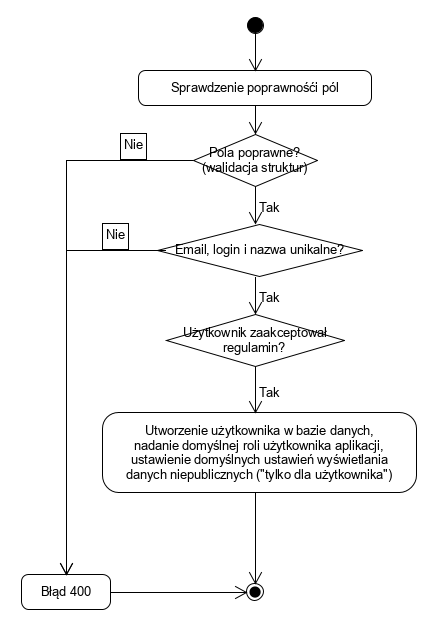 Sprawdzenie poprawnośći pól
Nie
Pola poprawne?
(walidacja struktur)
Tak
Nie
Email, login i nazwa unikalne?
Tak
Użytkownik zaakceptował
regulamin?
Tak
Utworzenie użytkownika w bazie danych,
nadanie domyślnej roli użytkownika aplikacji,
ustawienie domyślnych ustawień wyświetlania
danych niepublicznych ("tylko dla użytkownika")
Błąd 400